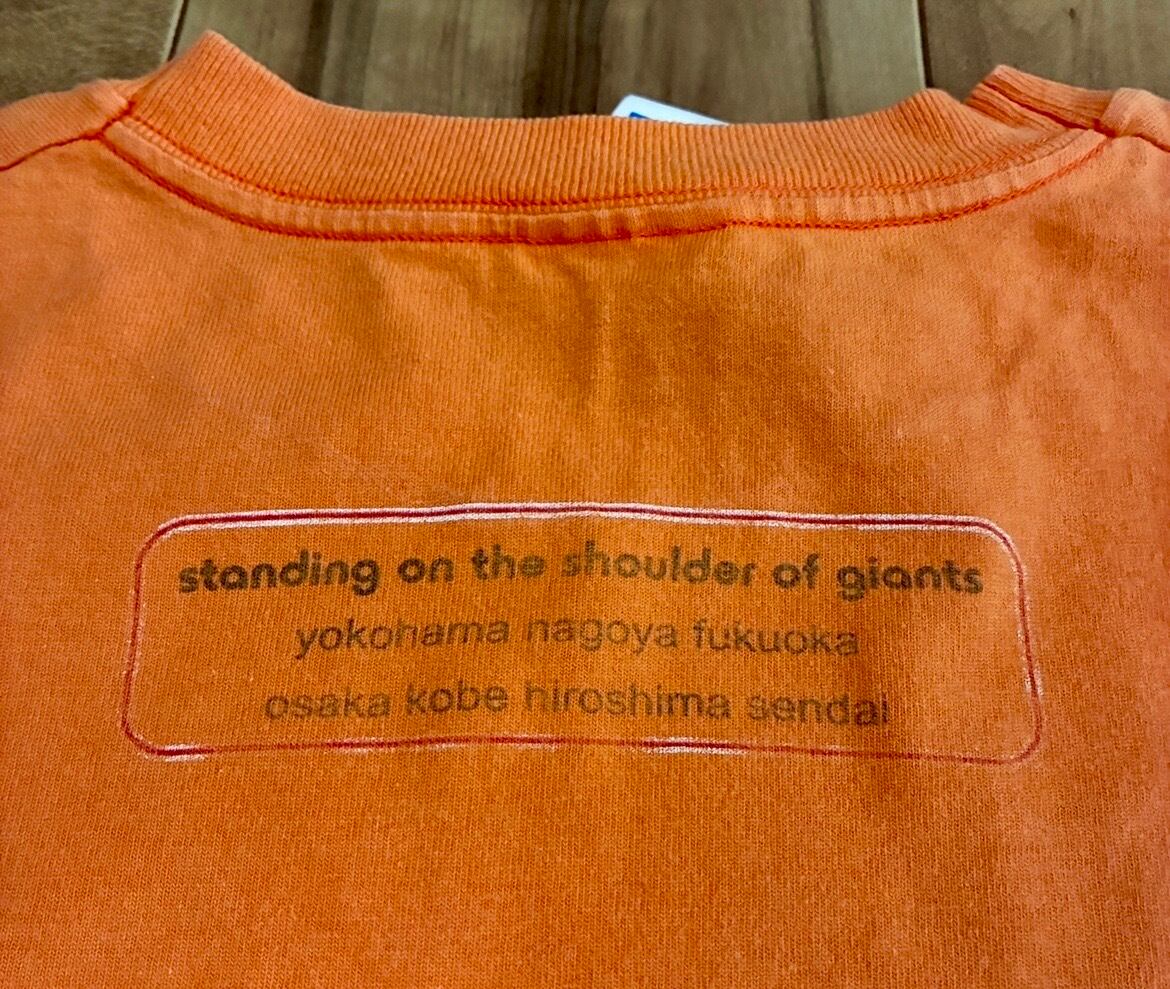 standing on the shoulder of giants
yokohama nagoya fukuoka
osaka kobe hiroshima sendai